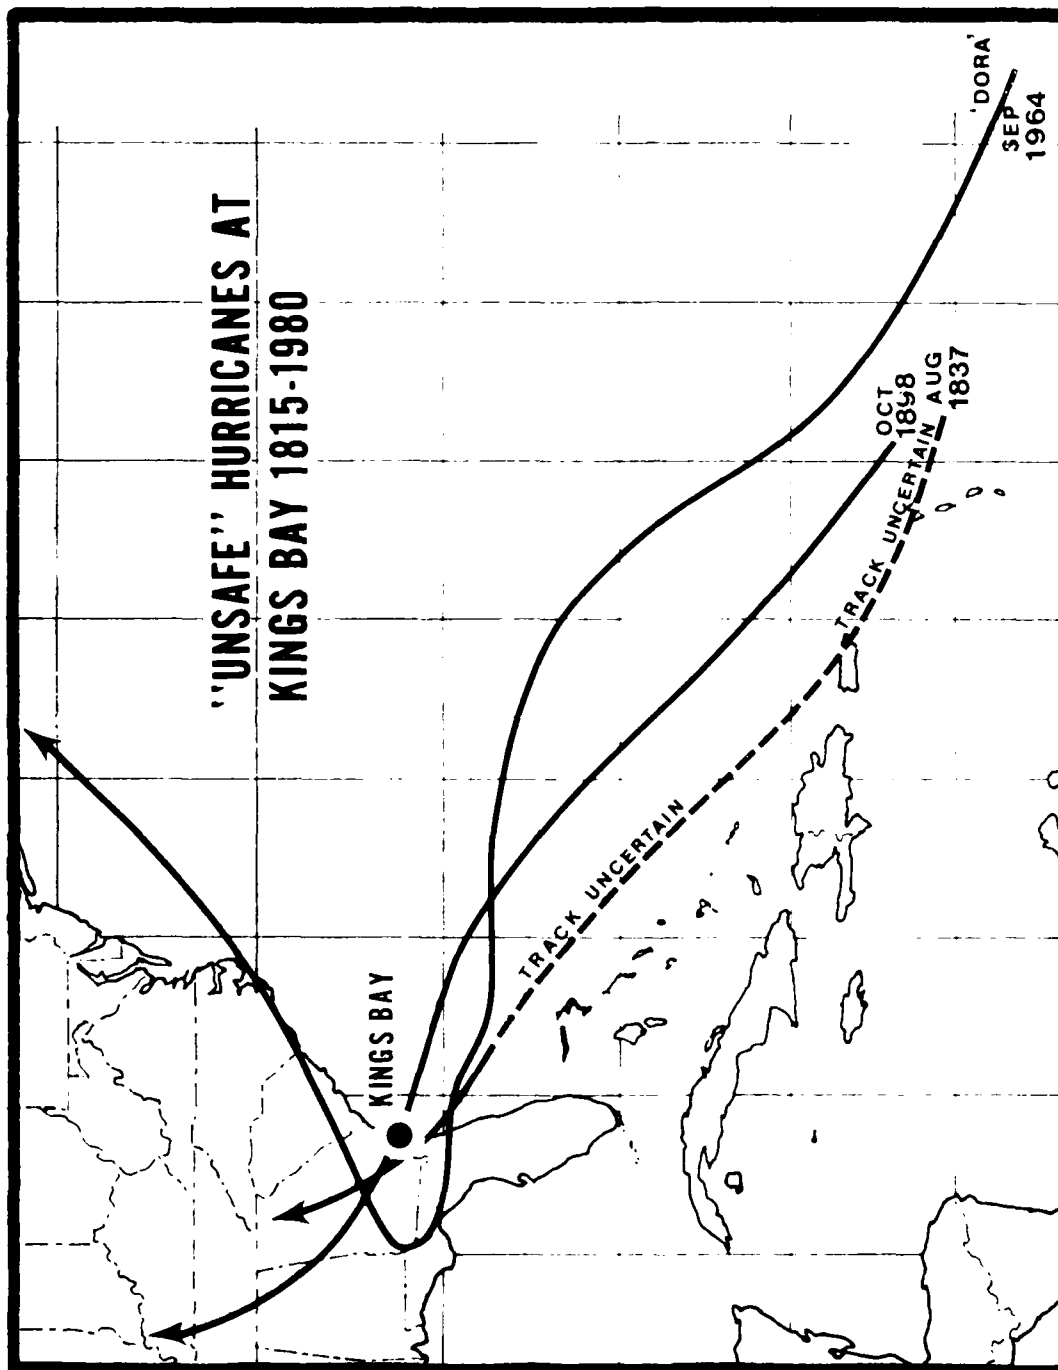 "UNSAFE" HURRICANES AT
KINGS BAY 1815-1980
KINGS BAY
'DORA'
SEP
1964
OCT
1898
AUG
1837
TRACK UNCERTAIN
TRACK UNCERTAIN